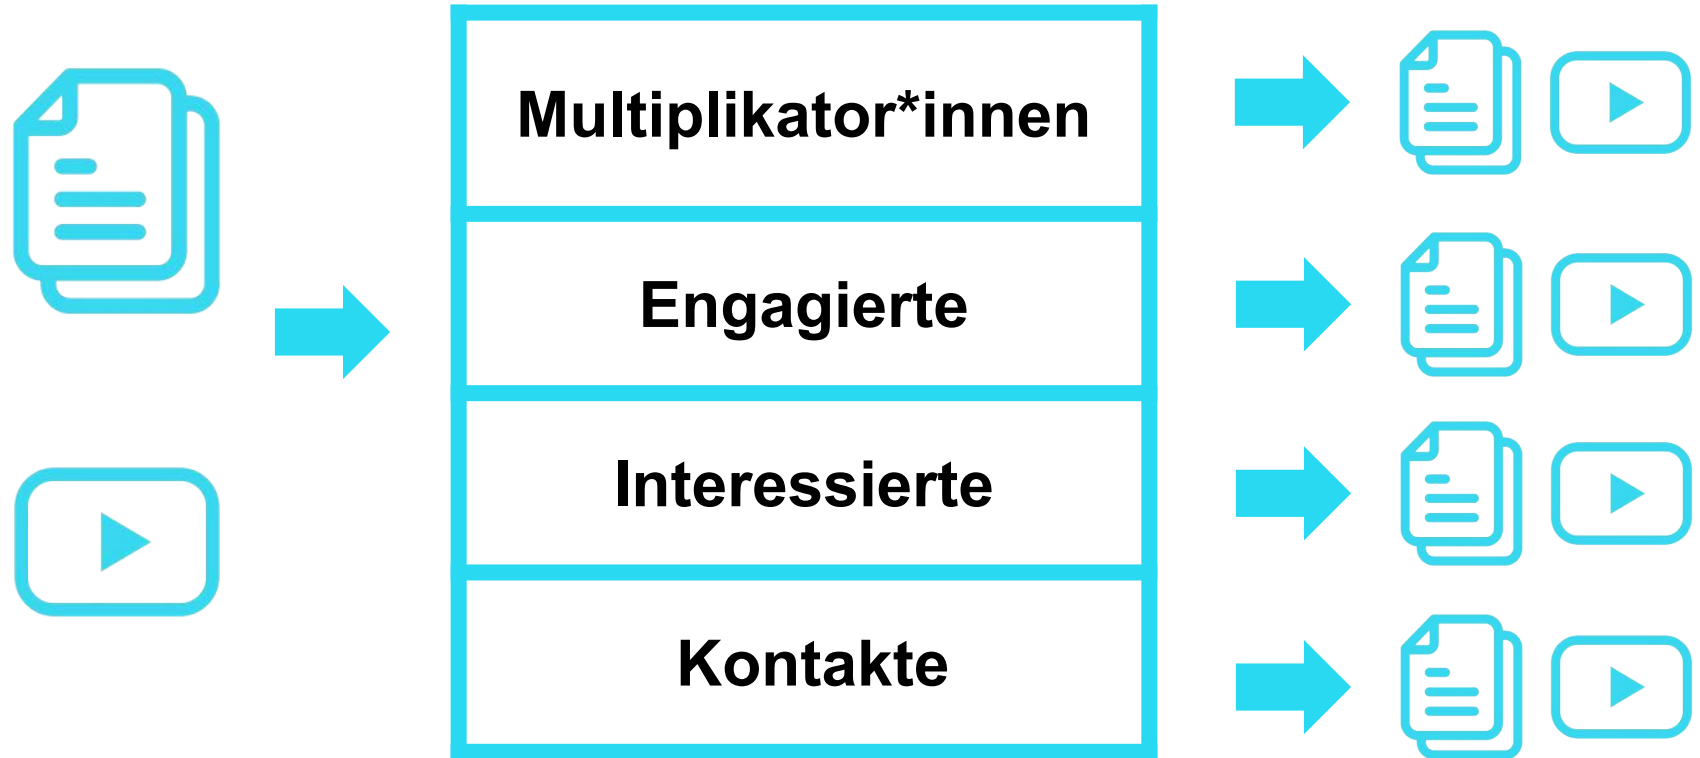 Multiplikator*innen
Engagierte
Interessierte
Kontakte